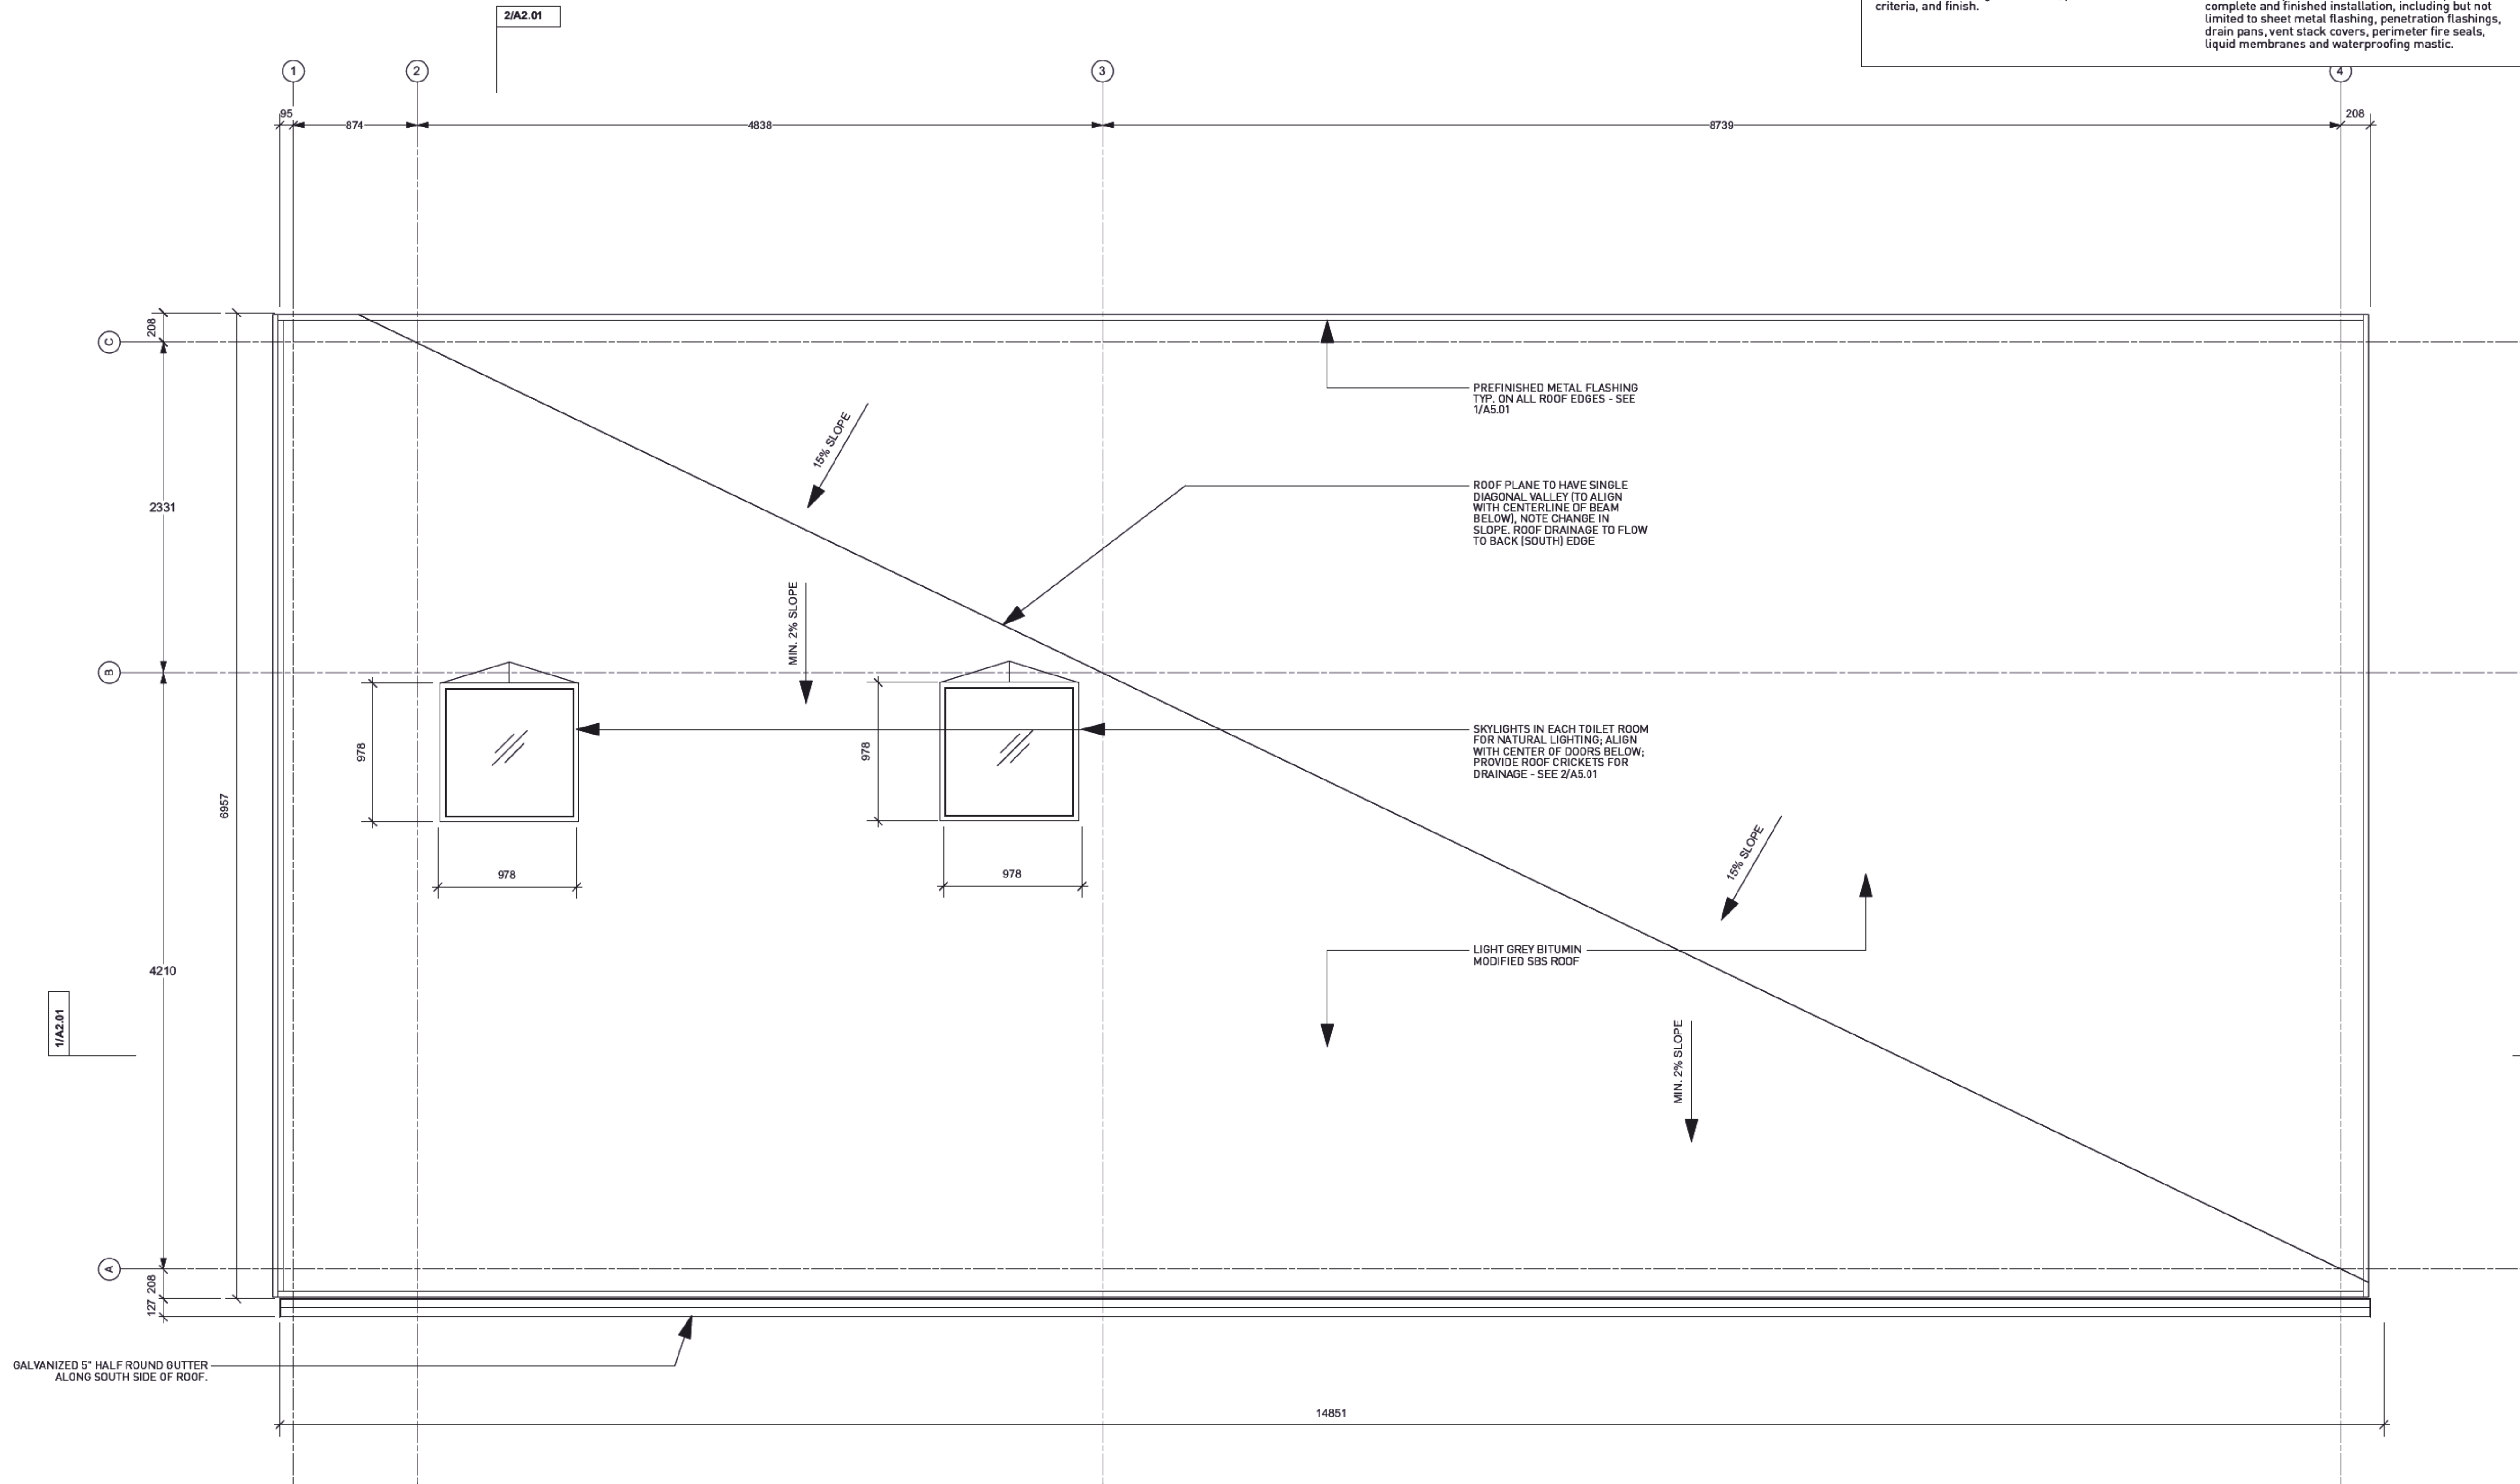 2/A2.01
criteria, and finish.
complete and finished installation, including but not
limited to sheet metal flashing, penetration flashings,
drain pans, vent stack covers, perimeter fire seals,
liquid membranes and waterproofing mastic.
1
2
3
4
95
874
4838
8739
208
208
C
PREFINISHED METAL FLASHING
TYP. ON ALL ROOF EDGES - SEE
1/A5.01
15% SLOPE
2331
ROOF PLANE TO HAVE SINGLE
DIAGONAL VALLEY (TO ALIGN
WITH CENTERLINE OF BEAM
BELOW), NOTE CHANGE IN
SLOPE. ROOF DRAINAGE TO FLOW
TO BACK (SOUTH) EDGE
MIN. 2% SLOPE
B
978
978
SKYLIGHTS IN EACH TOILET ROOM
FOR NATURAL LIGHTING; ALIGN
WITH CENTER OF DOORS BELOW;
PROVIDE ROOF CRICKETS FOR
DRAINAGE - SEE 2/A5.01
6957
978
978
15% SLOPE
4210
LIGHT GREY BITUMIN
MODIFIED SBS ROOF
1/A2.01
MIN. 2% SLOPE
A
208
127
GALVANIZED 5" HALF ROUND GUTTER
ALONG SOUTH SIDE OF ROOF.
14851